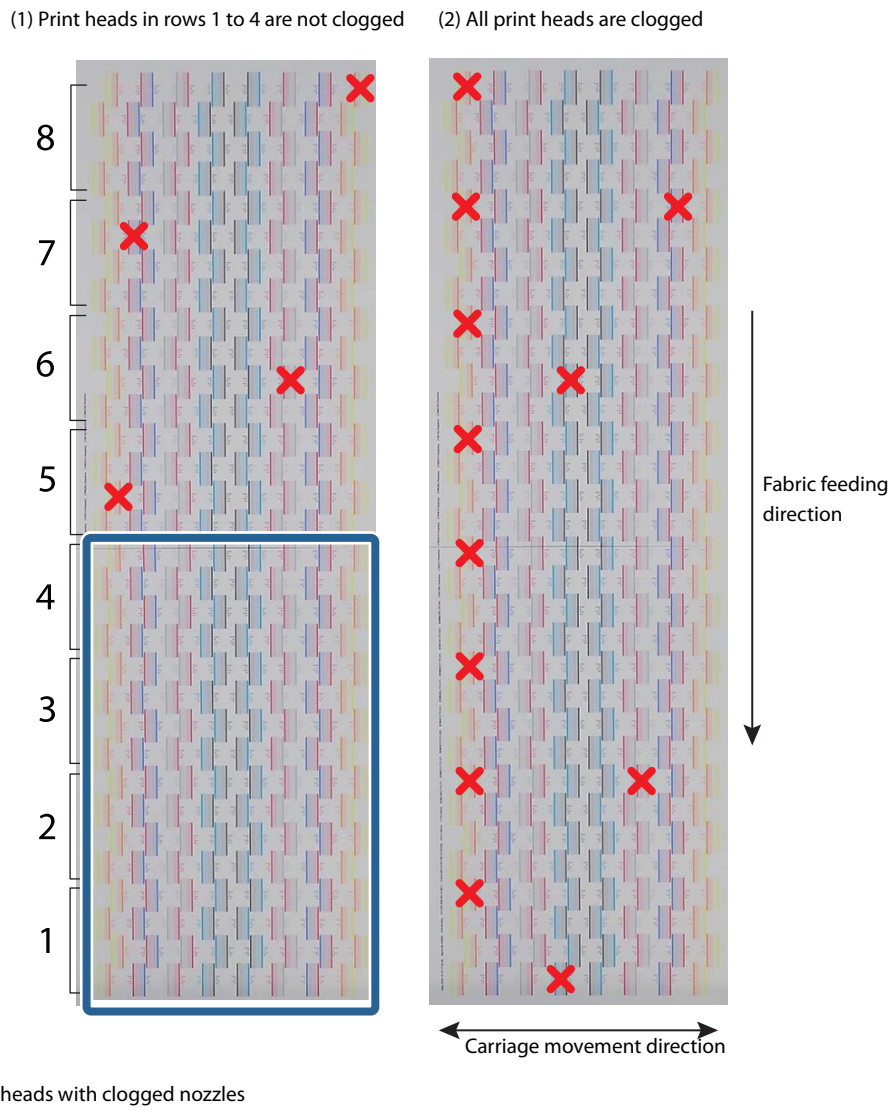 (1) Print heads in rows 1 to 4 are not clogged
(2) All print heads are clogged
8
7
6
5
4
3
2
1
Fabric feeding
direction
Carriage movement direction
heads with clogged nozzles